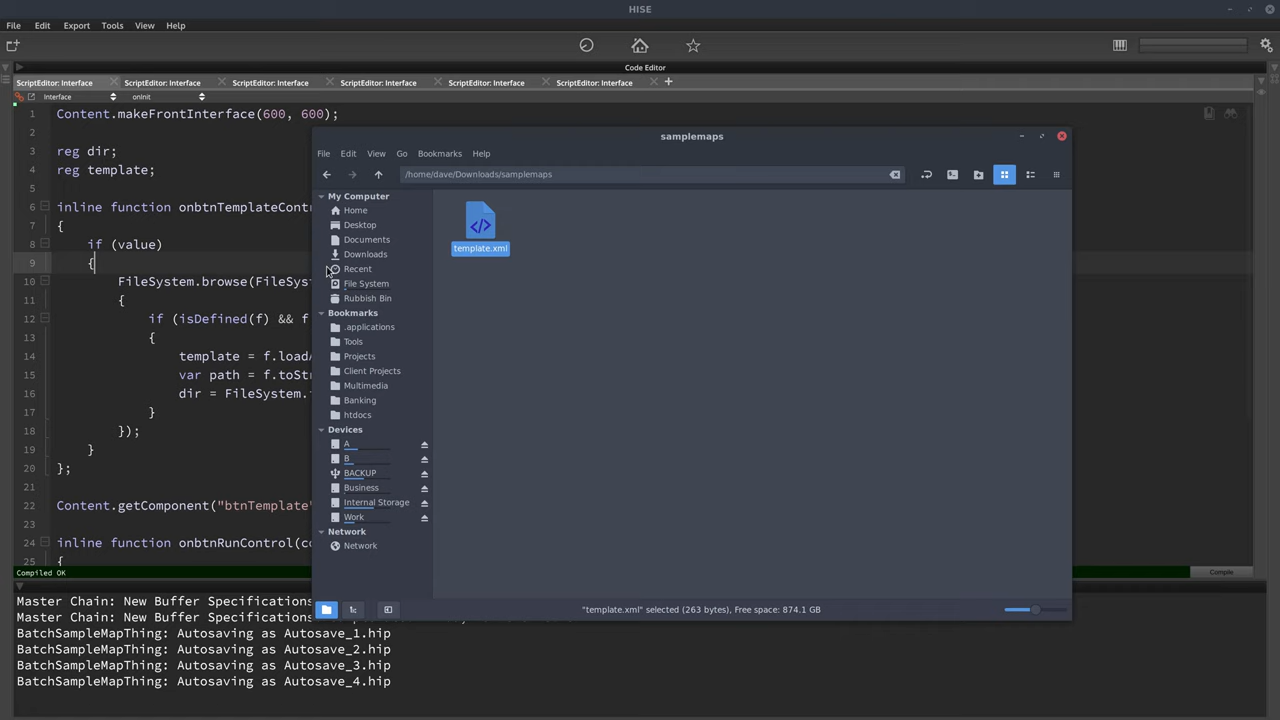 HISE
File Edit Export Tools View Help
Code Editor
ScriptEditor: Interface ScriptEditor: Interface ScriptEditor: Interface ScriptEditor: Interface ScriptEditor: Interface ScriptEditor: Interface
Interface onInit
1 Content.makeFrontInterface(600, 600);
2
3 reg dir;
4 reg template;
5
6 inline function onbtnTemplateContr
7 {
8 if (value)
9 {
10 FileSystem.browse(FileSyst
11 {
12 if (isDefined(f) && f
13 {
14 template = f.loadA
15 var path = f.toStr
16 dir = FileSystem.
17 }
18 });
19 }
20 };
21
22 Content.getComponent("btnTemplate"
23
24 inline function onbtnRunControl(co
25 {
Compiled OK
Compile
Master Chain: New Buffer Specifications
Master Chain: New Buffer Specifications
BatchSampleMapThing: Autosaving as Autosave_1.hip
BatchSampleMapThing: Autosaving as Autosave_2.hip
BatchSampleMapThing: Autosaving as Autosave_3.hip
BatchSampleMapThing: Autosaving as Autosave_4.hip
samplemaps
File Edit View Go Bookmarks Help
/home/dave/Downloads/samplemaps
My Computer
Home
Desktop
Documents
Downloads
Recent
File System
Rubbish Bin
Bookmarks
.applications
Tools
Projects
Client Projects
Multimedia
Banking
htdocs
Devices
A
B
BACKUP
Business
Internal Storage
Work
Network
Network
template.xml
"template.xml" selected (263 bytes), Free space: 874.1 GB